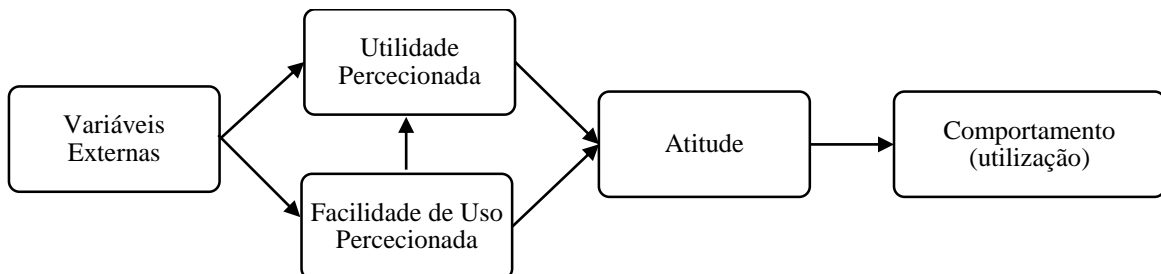 Utilidade
Percecionada
Variáveis
Externas
Atitude
Comportamento
(utilização)
Facilidade de Uso
Percecionada